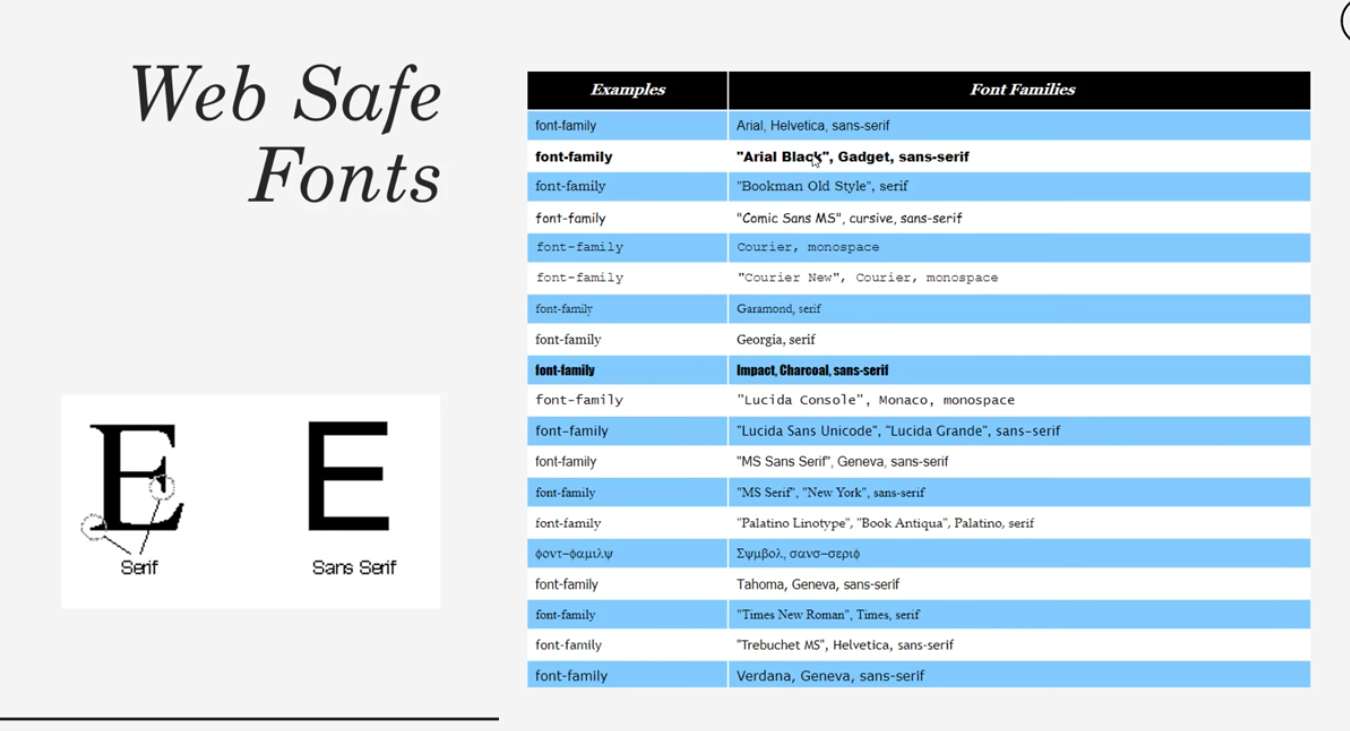 Web Safe
Fonts
Examples Font Families
font-family Arial, Helvetica, sans-serif
font-family "Arial Black", Gadget, sans-serif
font-family "Bookman Old Style", serif
font-family "Comic Sans MS", cursive, sans-serif
font-family Courier, monospace
font-family "Courier New", Courier, monospace
font-family Garamond, serif
font-family Georgia, serif
font-family Impact, Charcoal, sans-serif
font-family "Lucida Console", Monaco, monospace
font-family "Lucida Sans Unicode", "Lucida Grande", sans-serif
font-family "MS Sans Serif", Geneva, sans-serif
font-family "MS Serif", "New York", sans-serif
font-family "Palatino Linotype", "Book Antiqua", Palatino, serif
φοντ−φαμιλψ Σψμβολ, σανσ−σεριφ
font-family Tahoma, Geneva, sans-serif
font-family "Times New Roman", Times, serif
font-family "Trebuchet MS", Helvetica, sans-serif
font-family Verdana, Geneva, sans-serif
E E
Serif Sans Serif